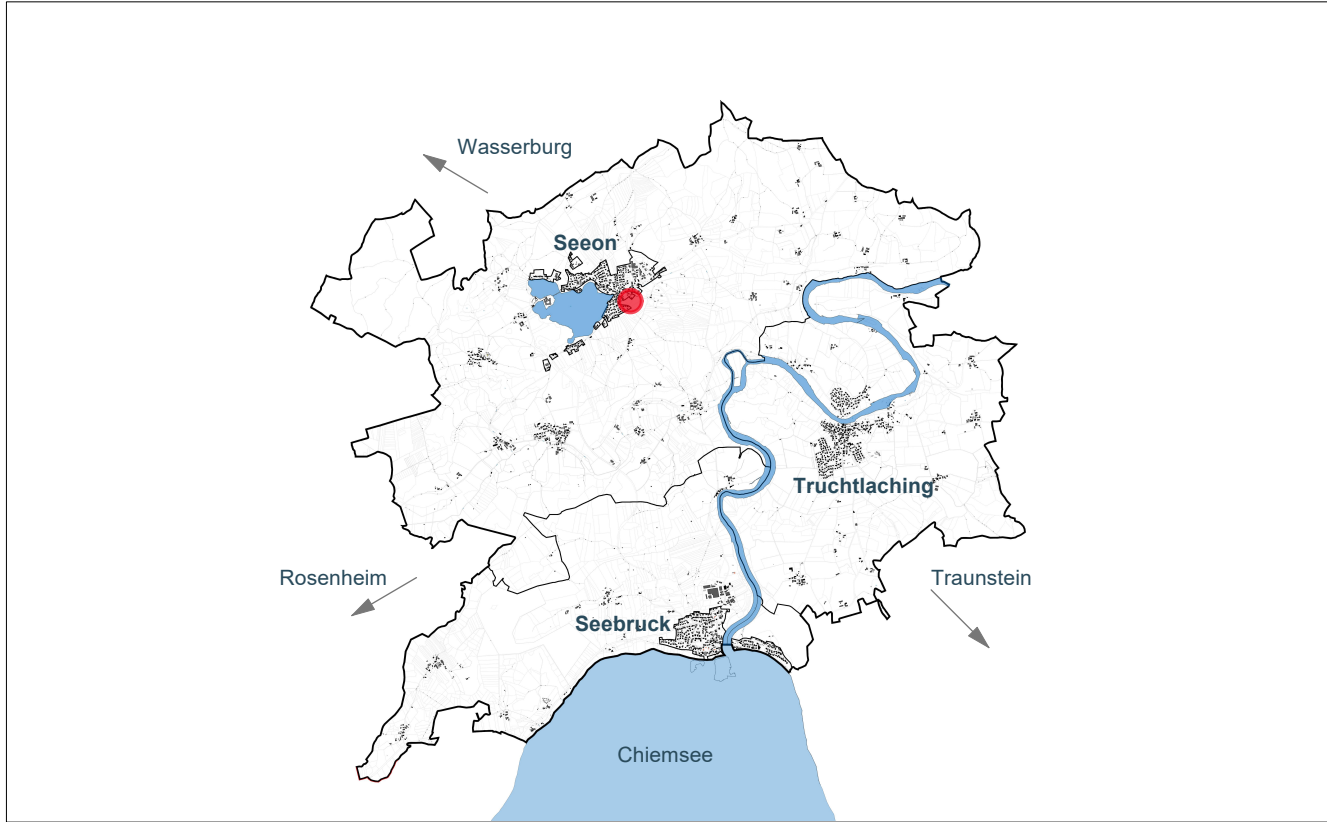 Wasserburg
Seeon
Truchtlaching
Rosenheim
Traunstein
Seebruck
Chiemsee